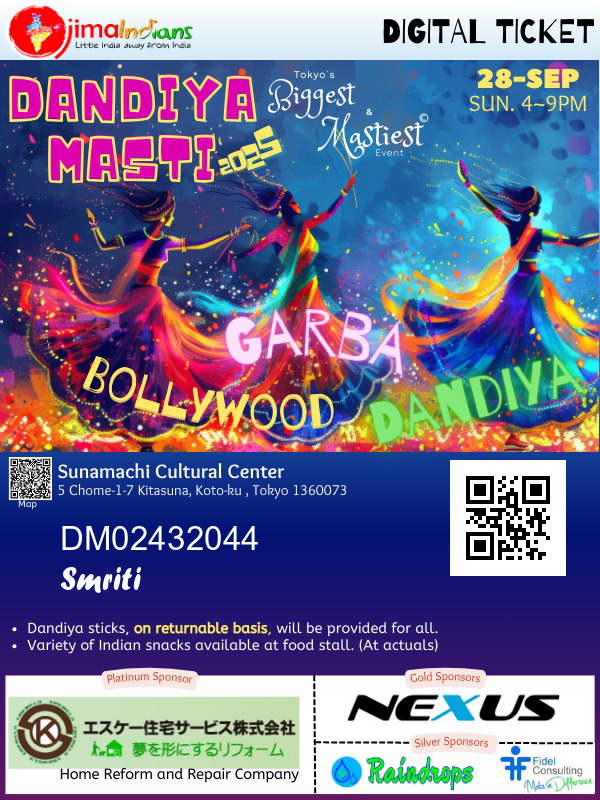 OjimaIndians
Little India away from India
DIGITAL TICKET
DANDIYA
MASTI 2025
Tokyo's
Biggest
&
Mastiest©
Event
28-SEP
SUN. 4~9PM
GARBA
BOLLYWOOD
DANDIYA
Map
Sunamachi Cultural Center
5 Chome-1-7 Kitasuna, Koto-ku , Tokyo 1360073
DM02432044
Smriti
• Dandiya sticks, on returnable basis, will be provided for all.
• Variety of Indian snacks available at food stall. (At actuals)
Platinum Sponsor
SK
エスケー住宅サービス株式会社
夢を形にするリフォーム
Home Reform and Repair Company
Gold Sponsors
NEXUS
Silver Sponsors
Raindrops
Fidel
Consulting
Make a Difference